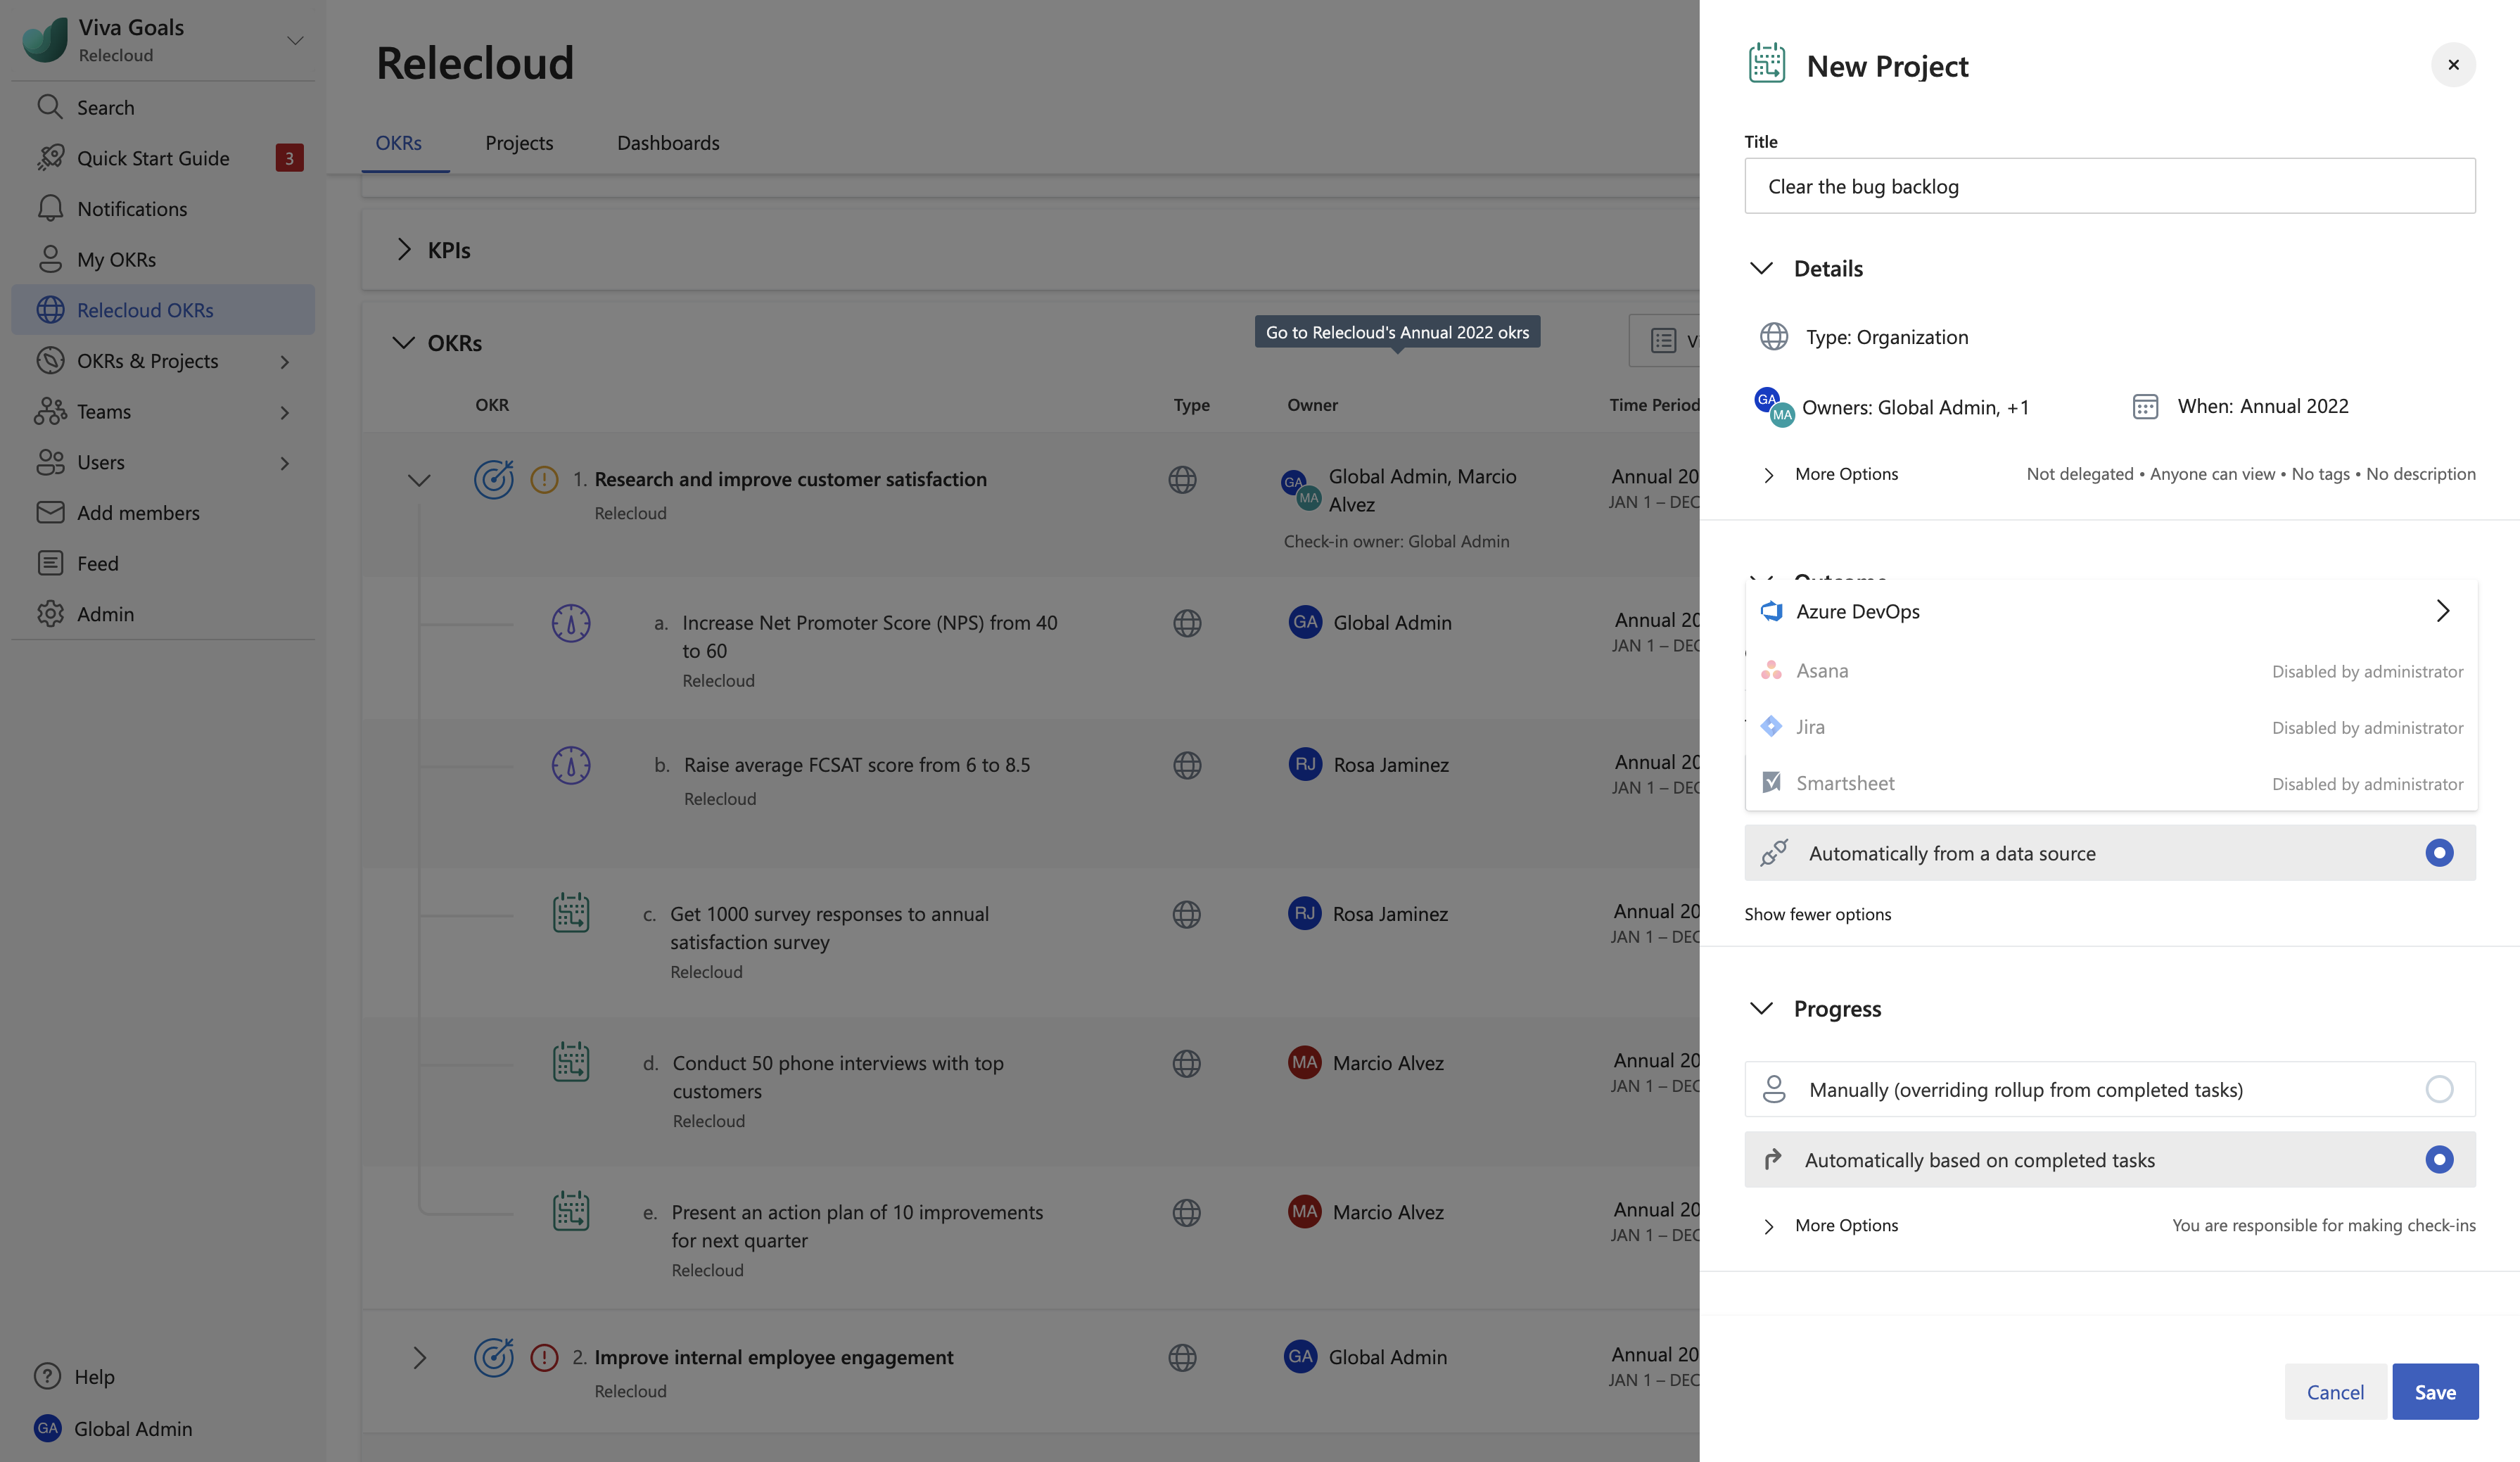 Viva Goals
Relecloud
Search
Quick Start Guide 3
Notifications
My OKRs
Relecloud OKRs
OKRs & Projects
Teams
Users
Add members
Feed
Admin
Help
GA Global Admin
Relecloud
OKRs Projects Dashboards
KPIs
OKRs
Go to Relecloud's Annual 2022 okrs
OKR Type Owner Time Period
1. Research and improve customer satisfaction
Relecloud
GA MA
Global Admin, Marcio
Alvez
Check-in owner: Global Admin
Annual 20
JAN 1 – DEC
a. Increase Net Promoter Score (NPS) from 40
to 60
Relecloud
GA Global Admin
Annual 20
JAN 1 – DEC
b. Raise average FCSAT score from 6 to 8.5
Relecloud
RJ Rosa Jaminez
Annual 20
JAN 1 – DEC
c. Get 1000 survey responses to annual
satisfaction survey
Relecloud
RJ Rosa Jaminez
Annual 20
JAN 1 – DEC
d. Conduct 50 phone interviews with top
customers
Relecloud
MA Marcio Alvez
Annual 20
JAN 1 – DEC
e. Present an action plan of 10 improvements
for next quarter
Relecloud
MA Marcio Alvez
Annual 20
JAN 1 – DEC
2. Improve internal employee engagement
Relecloud
GA Global Admin
Annual 20
JAN 1 – DEC
New Project
Title
Clear the bug backlog
Details
Type: Organization
GA MA Owners: Global Admin, +1
When: Annual 2022
More Options Not delegated • Anyone can view • No tags • No description
Outcome
Azure DevOps
Asana Disabled by administrator
Jira Disabled by administrator
Smartsheet Disabled by administrator
Automatically from a data source
Show fewer options
Progress
Manually (overriding rollup from completed tasks)
Automatically based on completed tasks
More Options You are responsible for making check-ins
Cancel Save